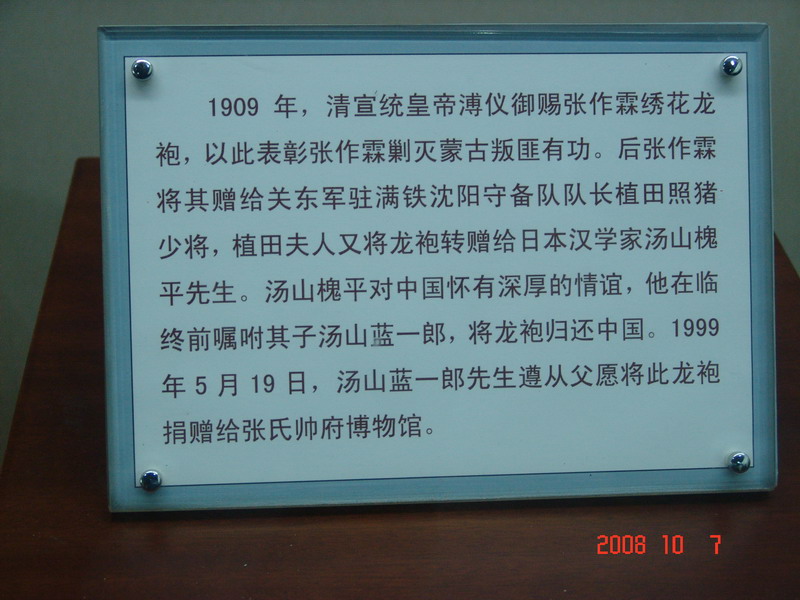 1909 年，清宣统皇帝溥仪御赐张作霖绣花龙
袍，以此表彰张作霖剿灭蒙古叛匪有功。后张作霖
将其赠给关东军驻满铁沈阳守备队队长植田照猪
少将，植田夫人又将龙袍转赠给日本汉学家汤山槐
平先生。汤山槐平对中国怀有深厚的情谊，他在临
终前嘱咐其子汤山蓝一郎，将龙袍归还中国。1999
年 5 月 19 日，汤山蓝一郎先生遵从父愿将此龙袍
捐赠给张氏帅府博物馆。
2008 10 7